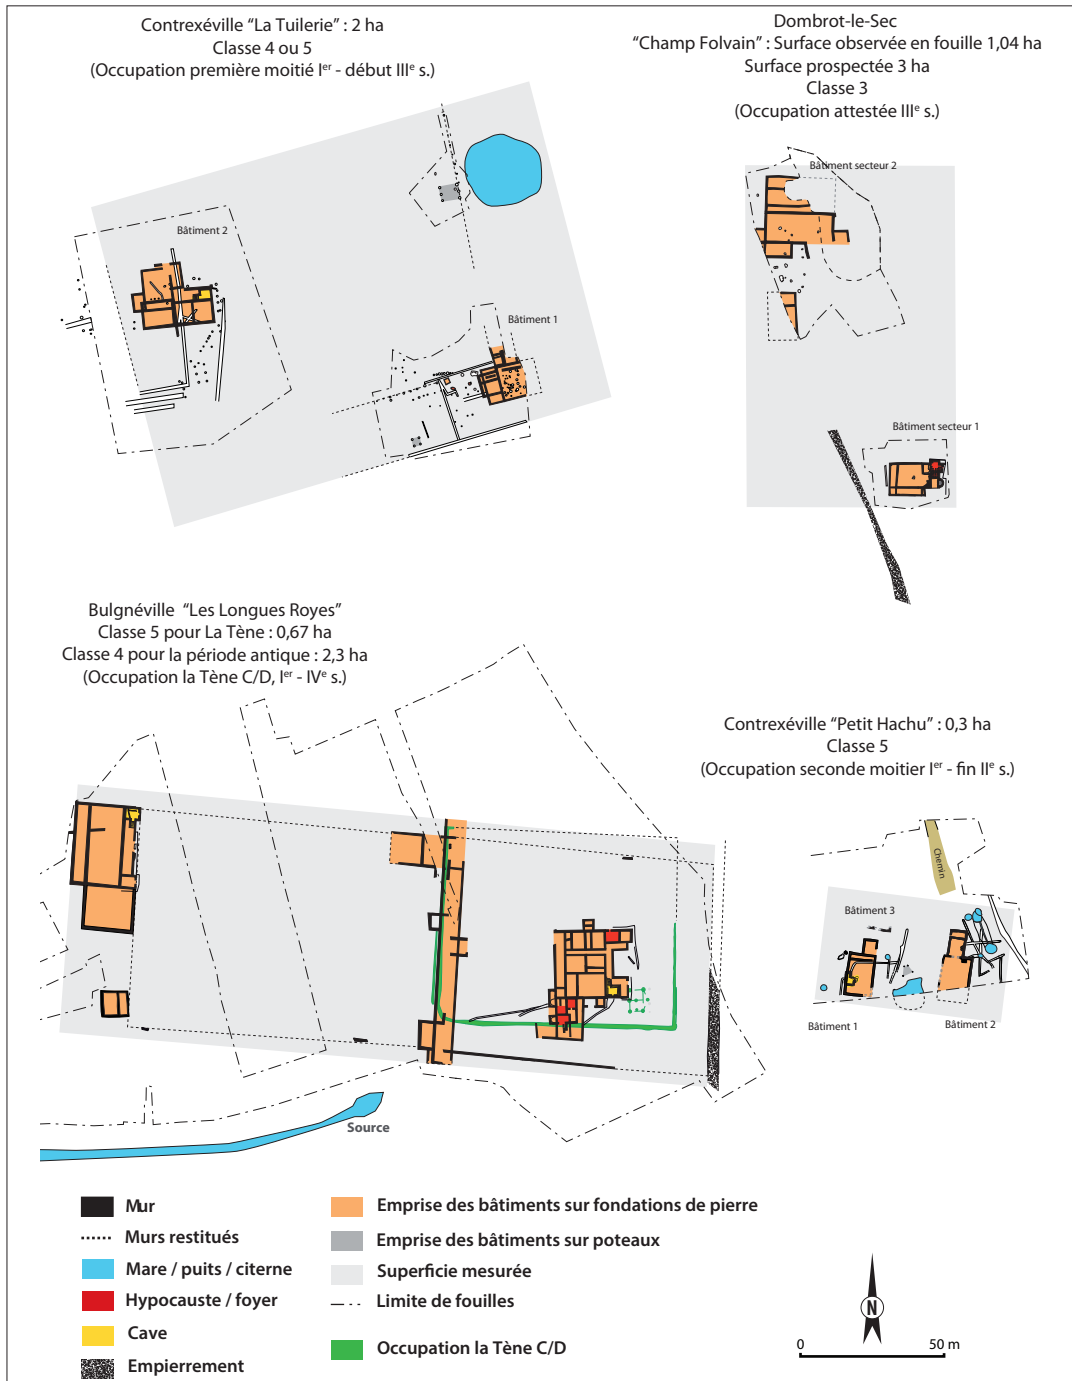 Contrexéville “La Tuilerie” : 2 ha
Classe 4 ou 5
(Occupation première moitié Iᵉʳ - début IIIᵉ s.)
Bâtiment 2
Bâtiment 1
Dombrot-le-Sec
“Champ Folvain” : Surface observée en fouille 1,04 ha
Surface prospectée 3 ha
Classe 3
(Occupation attestée IIIᵉ s.)
Bâtiment secteur 2
Bâtiment secteur 1
Bulgnéville “Les Longues Royes”
Classe 5 pour La Tène : 0,67 ha
Classe 4 pour la période antique : 2,3 ha
(Occupation la Tène C/D, Iᵉʳ - IVᵉ s.)
Source
Contrexéville “Petit Hachu” : 0,3 ha
Classe 5
(Occupation seconde moitier Iᵉʳ - fin IIᵉ s.)
Chemin
Bâtiment 3
Bâtiment 1
Bâtiment 2
Mur
Murs restitués
Mare / puits / citerne
Hypocauste / foyer
Cave
Empierrement
Emprise des bâtiments sur fondations de pierre
Emprise des bâtiments sur poteaux
Superficie mesurée
Limite de fouilles
Occupation la Tène C/D
N
0 50 m